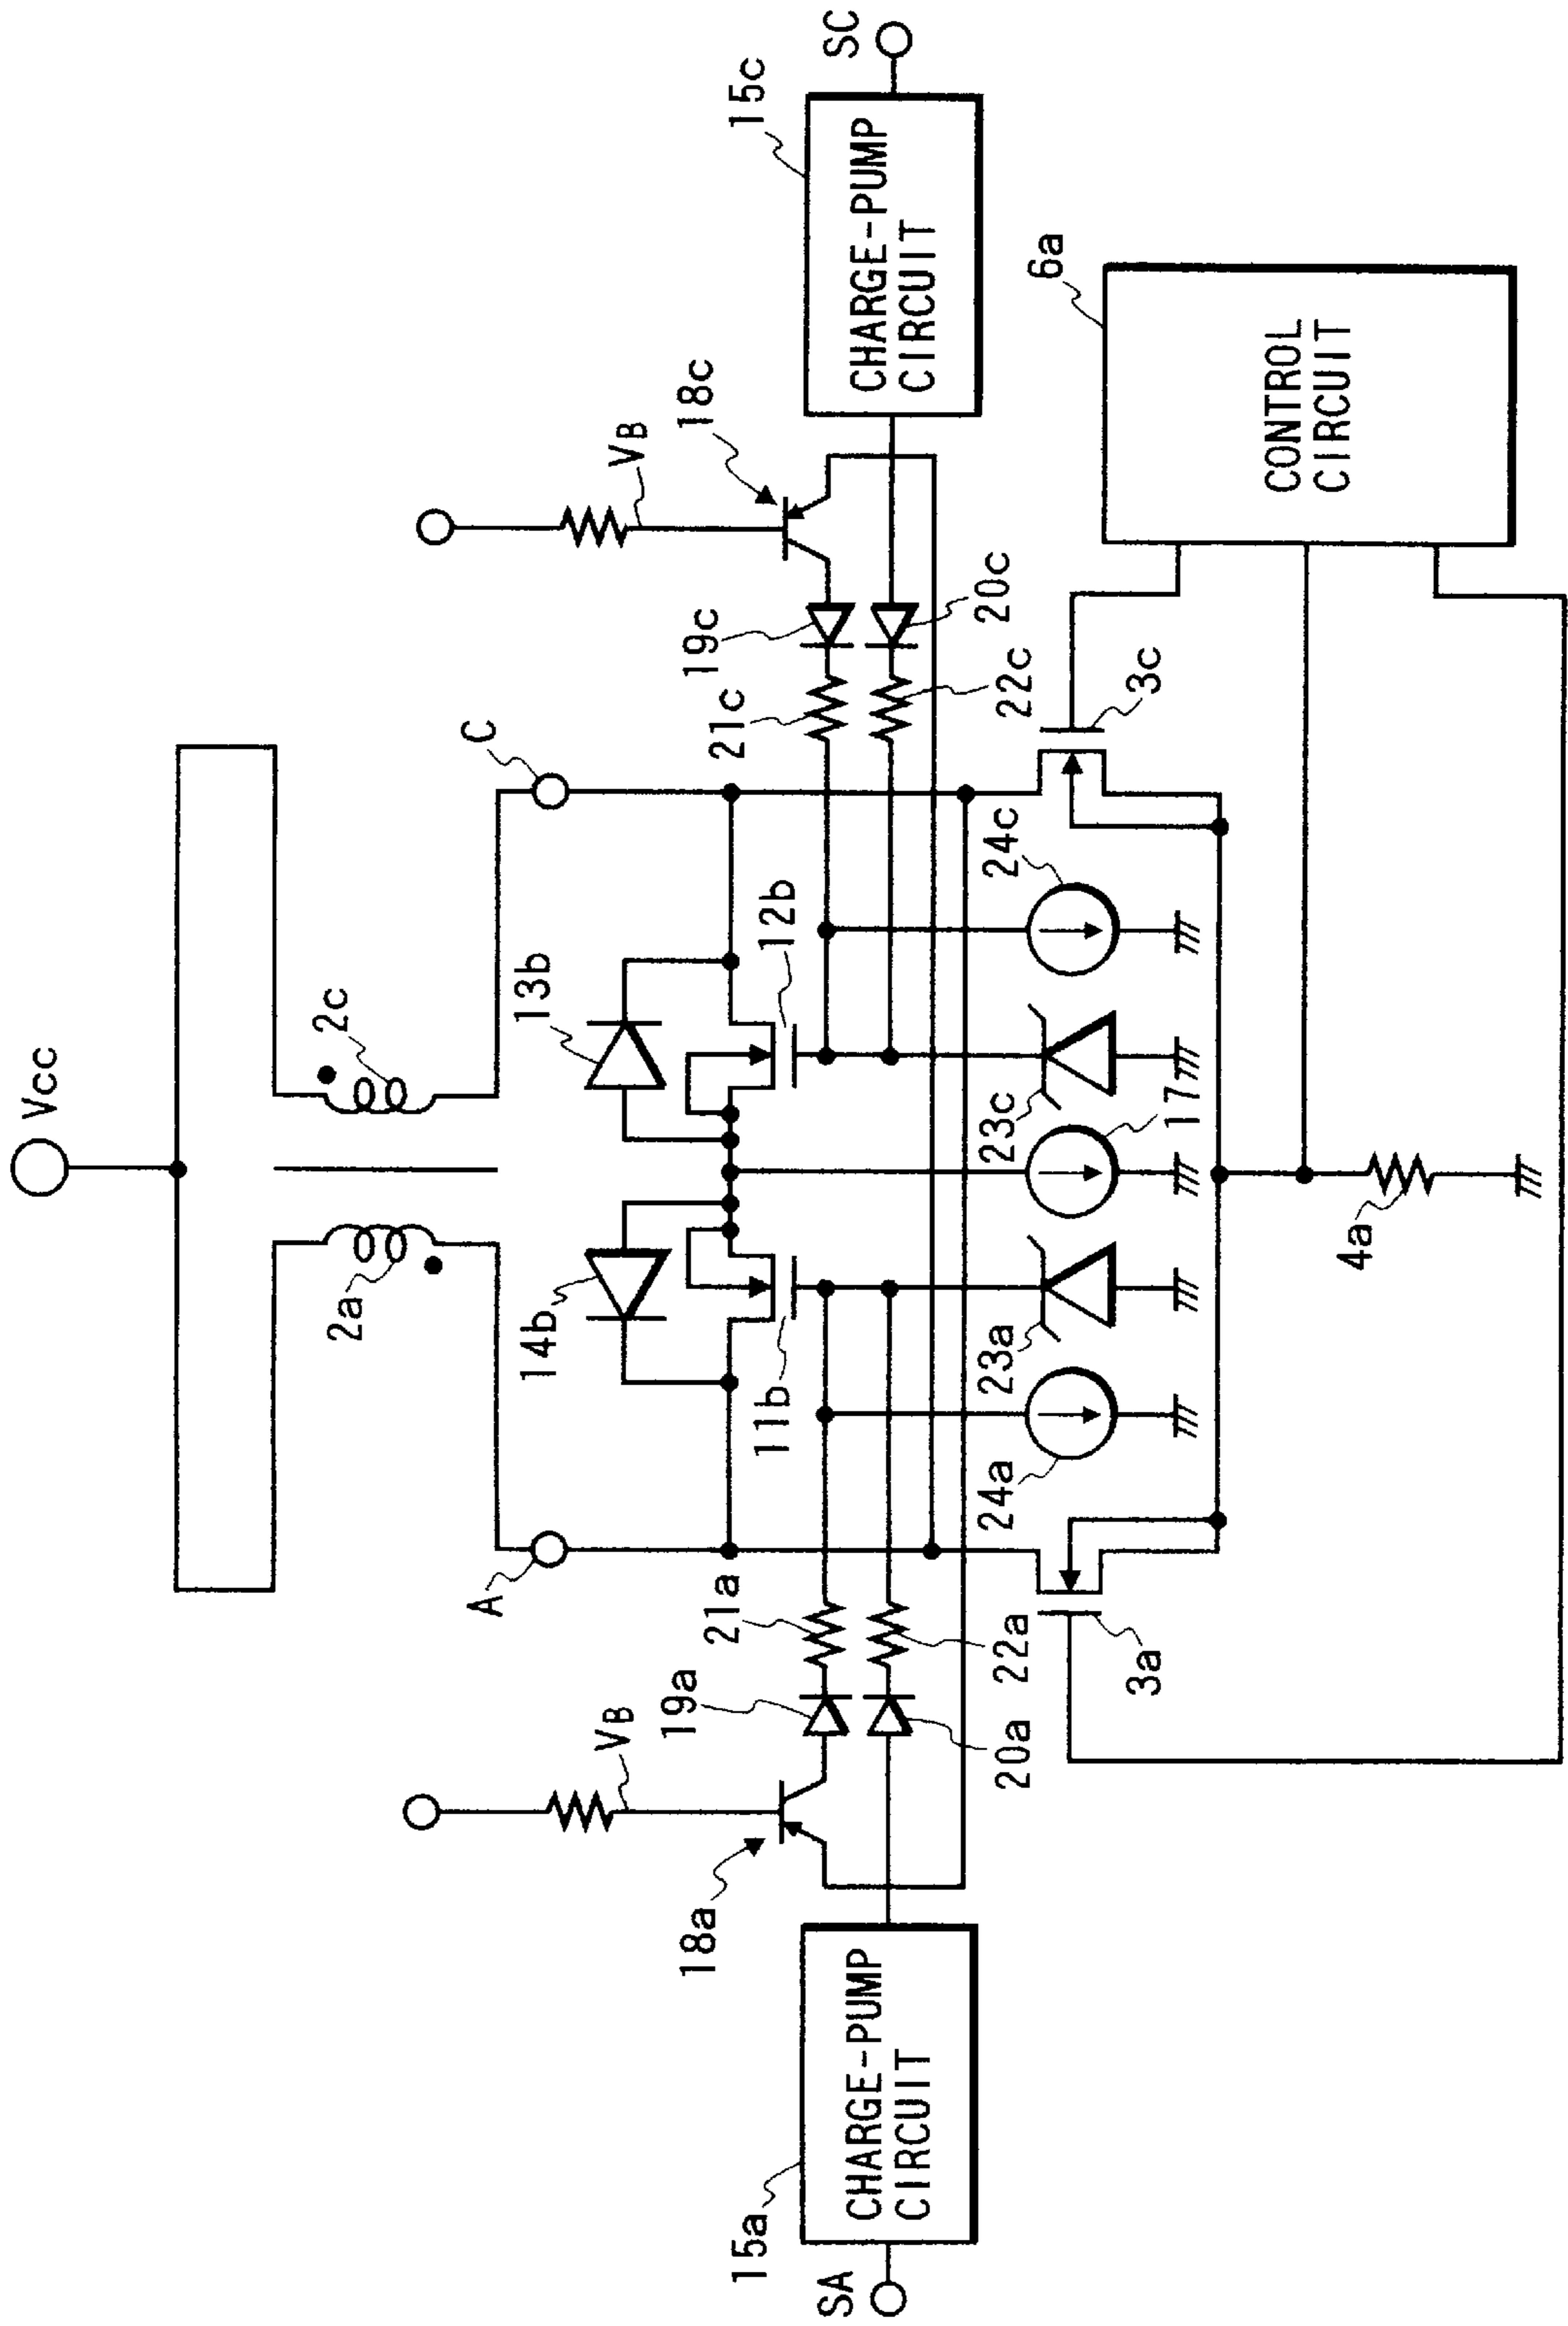 Vcc
2a
2c
A
C
14b
13b
11b
12b
VB
VB
18a
18c
19a
21a
21c
19c
15a
15c
SA
CHARGE-PUMP
CIRCUIT
CHARGE-PUMP
CIRCUIT
SC
20a
22a
22c
20c
24a
23a
23c
24c
17
3a
3c
4a
6a
CONTROL
CIRCUIT